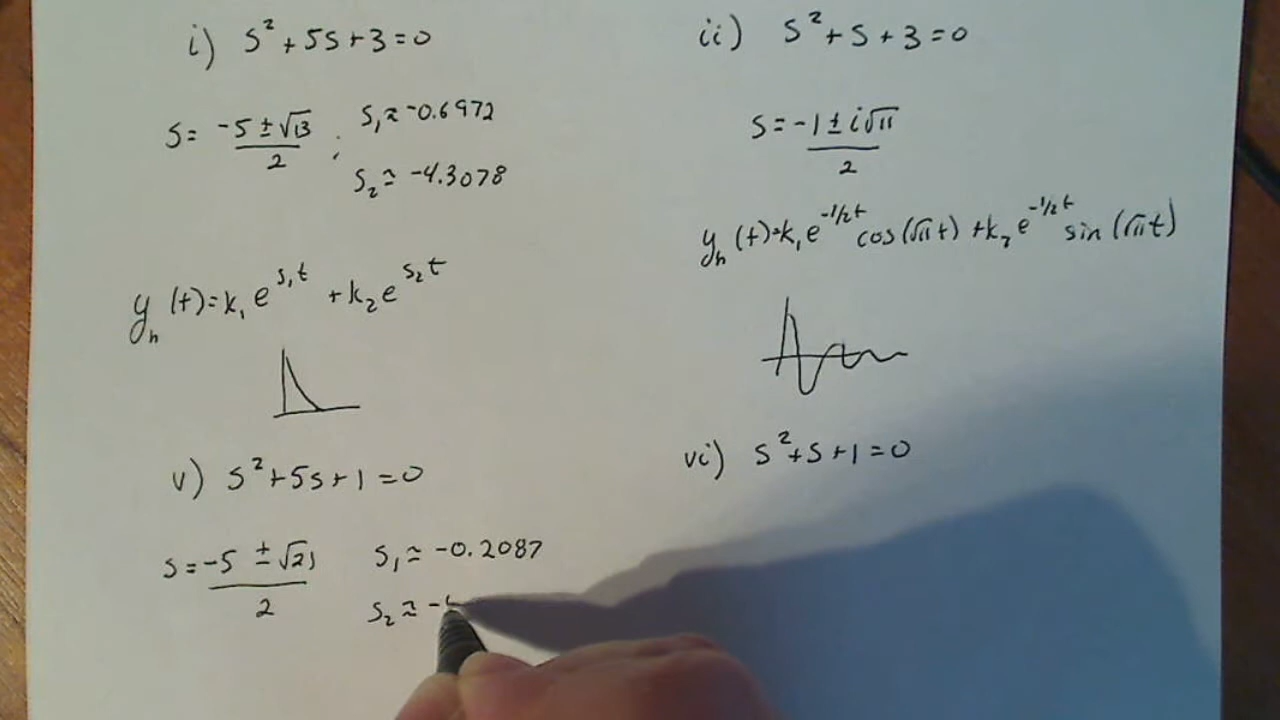 i) s² + 5s + 3 = 0
s = (-5 ± √13)/2 , s₁ ≈ -0.6972
s₂ ≈ -4.3078
yₕ(t) = k₁e^(s₁t) + k₂e^(s₂t)
ii) s² + s + 3 = 0
s = (-1 ± i√11)/2
yₕ(t) = k₁e^(-1/2t) cos(√11t) + k₂e^(-1/2t) sin(√11t)
v) s² + 5s + 1 = 0
s = (-5 ± √21)/2 s₁ ≈ -0.2087
s₂ ≈ -
vi) s² + s + 1 = 0